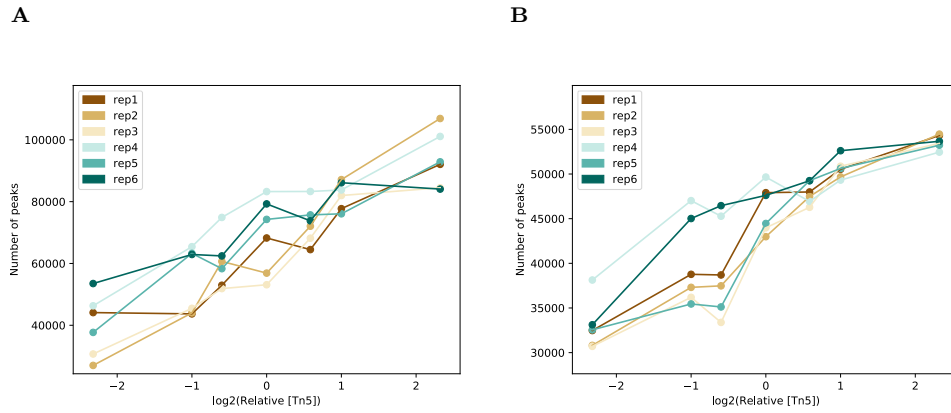 A
B
rep1
rep2
rep3
rep4
rep5
rep6
100000
80000
60000
40000
Number of peaks
−2
−1
0
1
2
log2(Relative [Tn5])
rep1
rep2
rep3
rep4
rep5
rep6
55000
50000
45000
40000
35000
30000
Number of peaks
−2
−1
0
1
2
log2(Relative [Tn5])